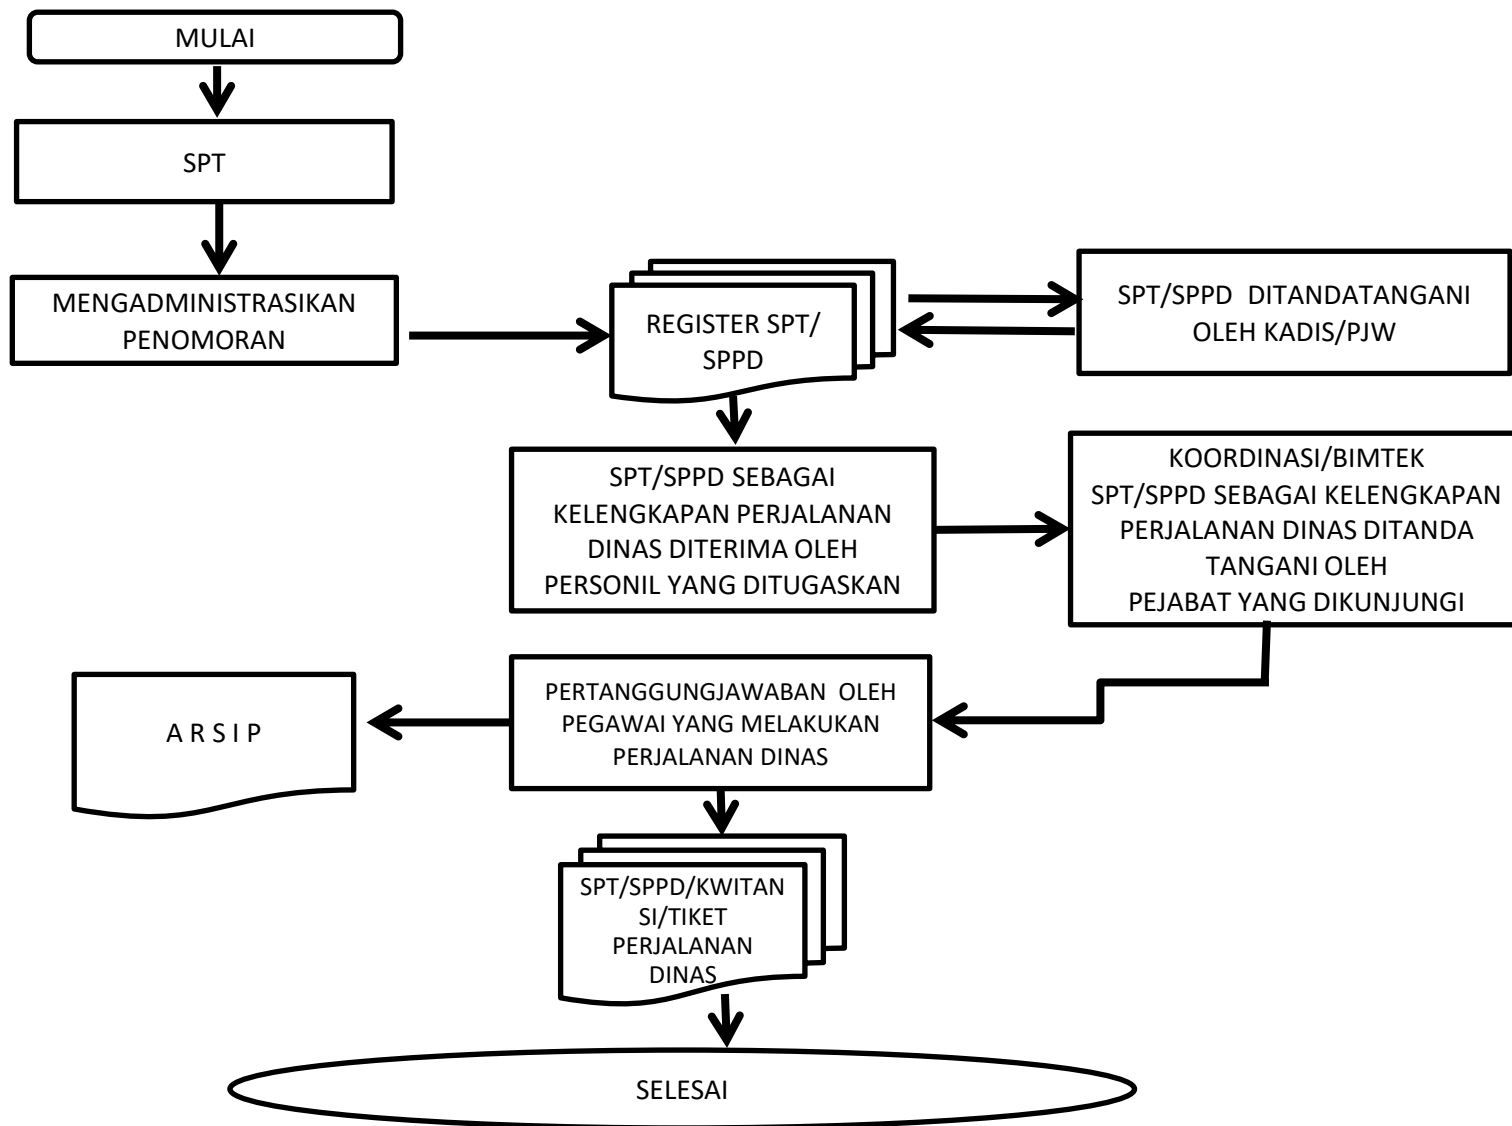 MULAI
SPT
MENGADMINISTRASIKAN
PENOMORAN
REGISTER SPT/
SPPD
SPT/SPPD DITANDATANGANI
OLEH KADIS/PJW
SPT/SPPD SEBAGAI
KELENGKAPAN PERJALANAN
DINAS DITERIMA OLEH
PERSONIL YANG DITUGASKAN
KOORDINASI/BIMTEK
SPT/SPPD SEBAGAI KELENGKAPAN
PERJALANAN DINAS DITANDA
TANGANI OLEH
PEJABAT YANG DIKUNJUNGI
PERTANGGUNGJAWABAN OLEH
PEGAWAI YANG MELAKUKAN
PERJALANAN DINAS
A R S I P
SPT/SPPD/KWITAN
SI/TIKET
PERJALANAN
DINAS
SELESAI